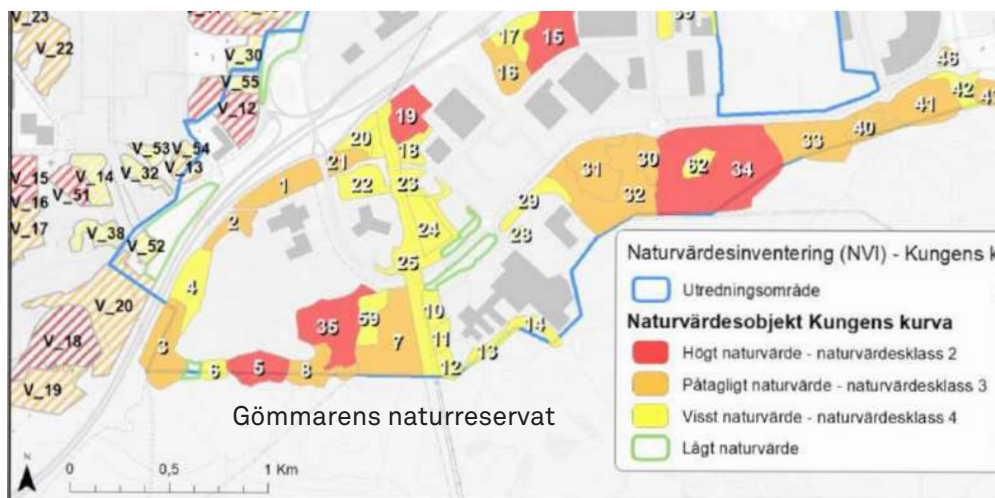 V_23
V_22
V_30
V_55
V_12
V_53
V_54
V_32
V_13
V_15
V_16
V_17
V_51
V_14
V_38
V_52
V_20
V_18
V_19
17
15
16
19
20
18
21
1
22
23
2
24
25
4
3
29
28
31
30
32
62
34
33
40
41
46
42
35
59
7
10
11
12
13
14
6
5
8
Gömmarens naturreservat
N
0 0,5 1 Km
Naturvärdesinventering (NVI) - Kungens k
Utredningsområde
Naturvärdesobjekt Kungens kurva
Högt naturvärde - naturvärdesklass 2
Påtagligt naturvärde - naturvärdesklass 3
Visst naturvärde - naturvärdesklass 4
Lågt naturvärde